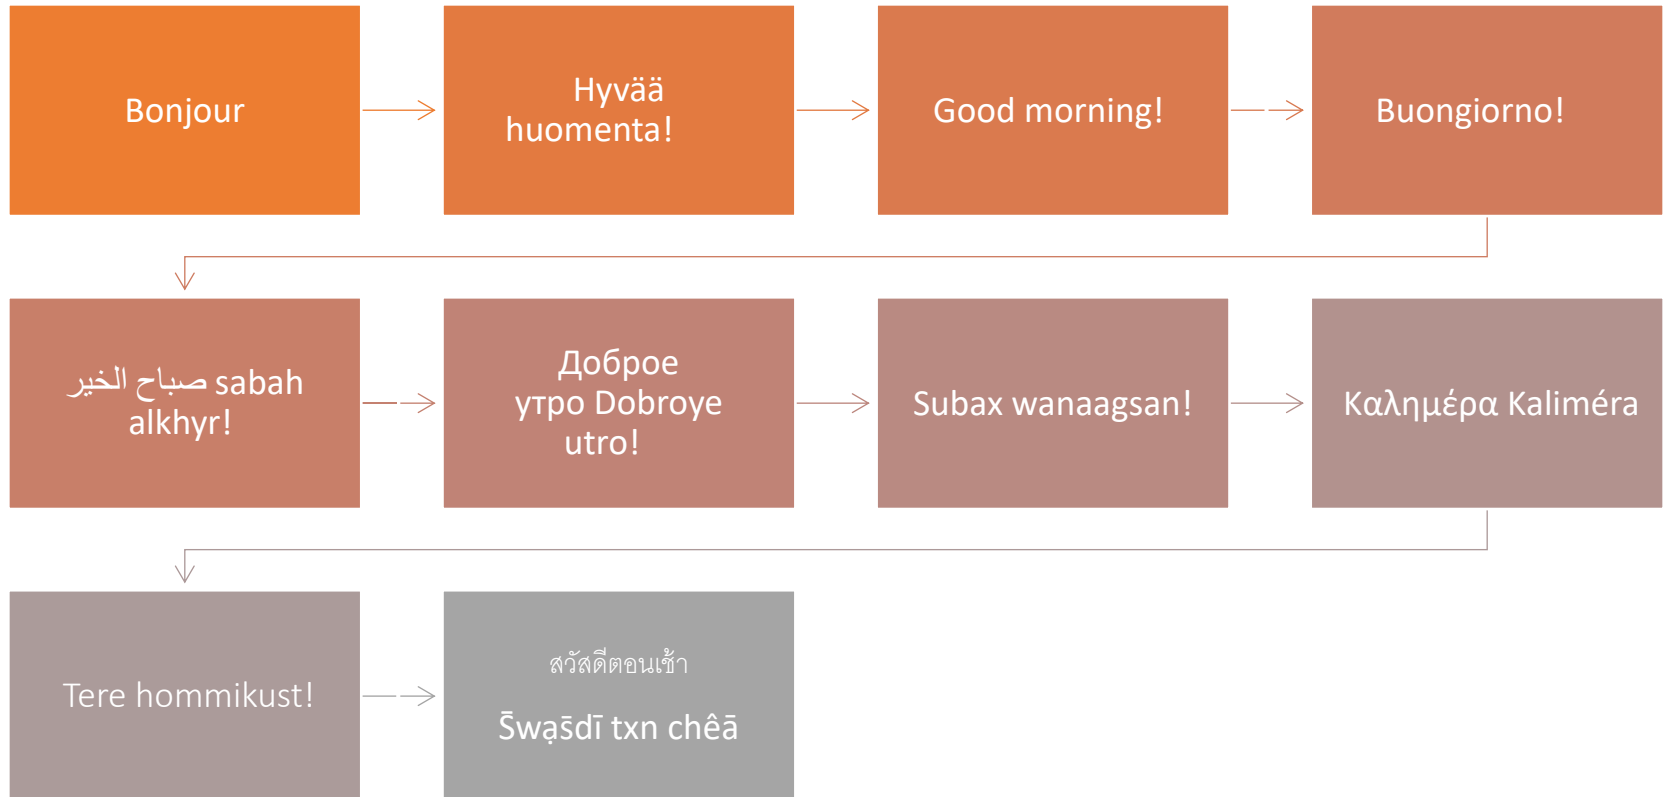 Bonjour
Hyvää
huomenta!
Good morning!
Buongiorno!
صباح الخير sabah
alkhyr!
Доброе
утро Dobroye
utro!
Subax wanaagsan!
Καλημέρα Kaliméra
Tere hommikust!
สวัสดีตอนเช้า
S̄wạs̄dī txn chêā